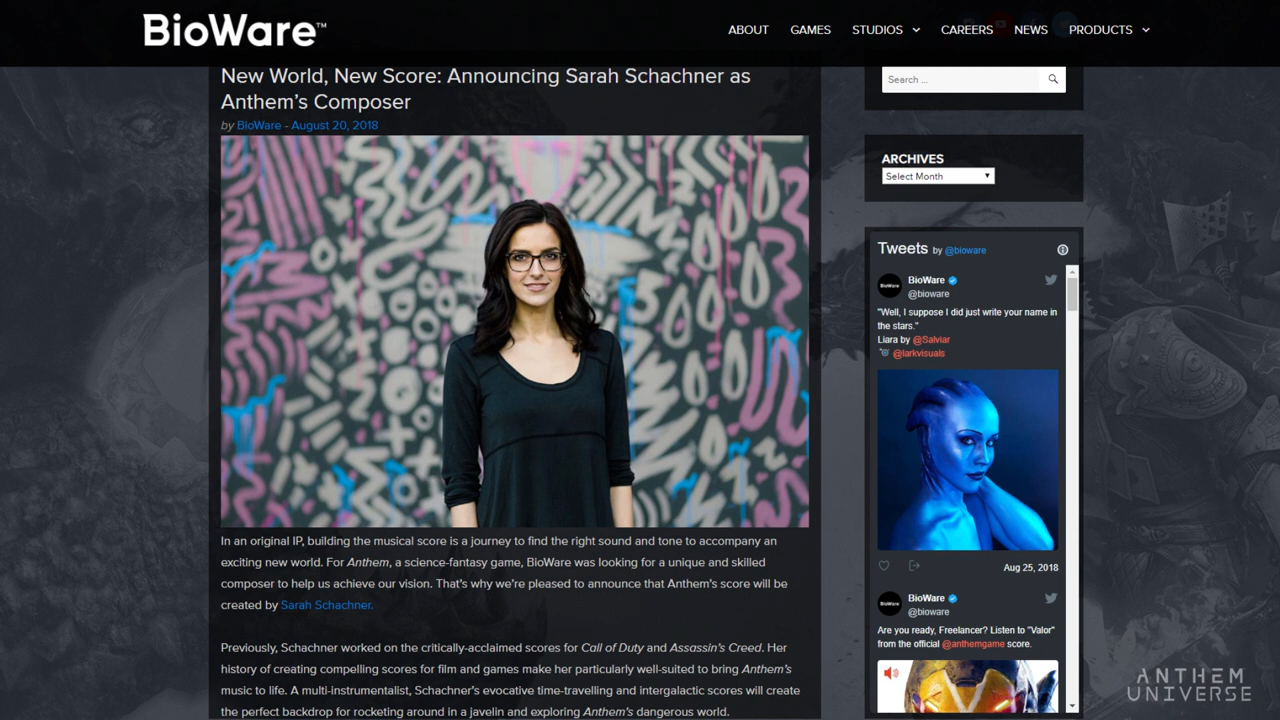 BioWare™
ABOUT
GAMES
STUDIOS
CAREERS
NEWS
PRODUCTS
New World, New Score: Announcing Sarah Schachner as
Anthem’s Composer
by BioWare - August 20, 2018
In an original IP, building the musical score is a journey to find the right sound and tone to accompany an
exciting new world. For Anthem, a science-fantasy game, BioWare was looking for a unique and skilled
composer to help us achieve our vision. That’s why we’re pleased to announce that Anthem’s score will be
created by Sarah Schachner.
Previously, Schachner worked on the critically-acclaimed scores for Call of Duty and Assassin’s Creed. Her
history of creating compelling scores for film and games make her particularly well-suited to bring Anthem’s
music to life. A multi-instrumentalist, Schachner’s evocative time-travelling and intergalactic scores will create
the perfect backdrop for rocketing around in a javelin and exploring Anthem’s dangerous world.
Search ...
ARCHIVES
Select Month
Tweets by @bioware
BioWare
@bioware
"Well, I suppose I did just write your name in
the stars."
Liara by @Salviar
@larkvisuals
Aug 25, 2018
BioWare
@bioware
Are you ready, Freelancer? Listen to "Valor"
from the official @anthemgame score.
ANTHEM
UNIVERSE